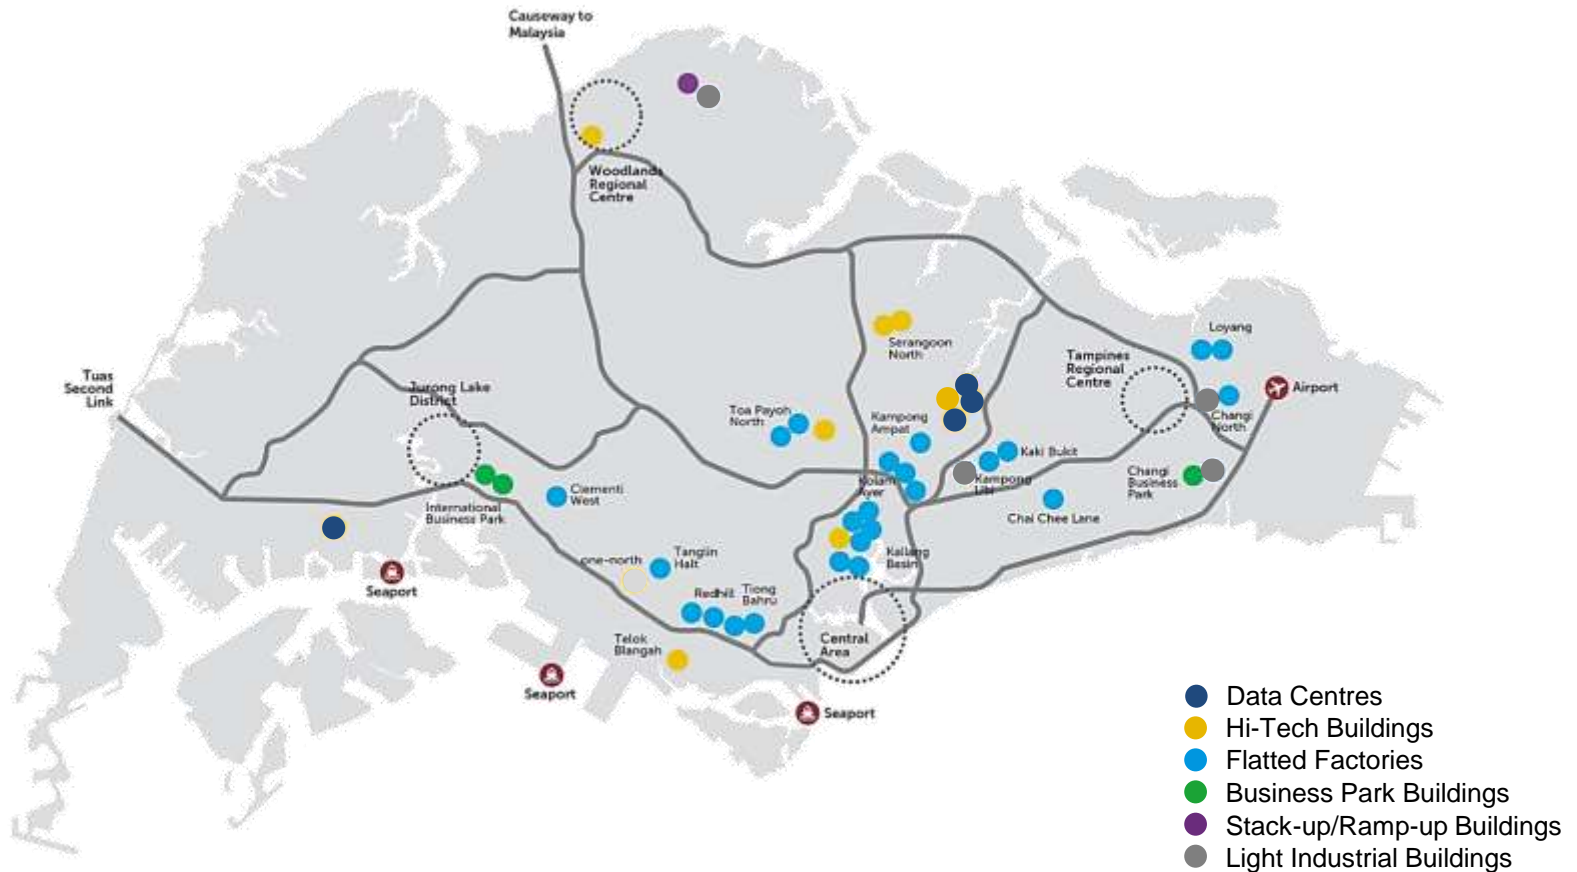 Causeway to
Malaysia
Woodlands
Regional
Centre
Loyang
Serangoon
North
Tampines
Regional
Centre
Tuas
Second
Link
Jurong Lake
District
Airport
Toa Payoh
North
Kampong
Ampat
Changi
North
Kaki Bukit
Kolam
Ayer
Kampong
Ubi
Changi
Business
Park
Clementi
West
International
Business Park
Chai Chee Lane
one-north
Tanglin
Halt
Kallang
Basin
Seaport
Redhill
Tiong
Bahru
Telok
Blangah
Central
Area
Seaport
Seaport
Data Centres
Hi-Tech Buildings
Flatted Factories
Business Park Buildings
Stack-up/Ramp-up Buildings
Light Industrial Buildings